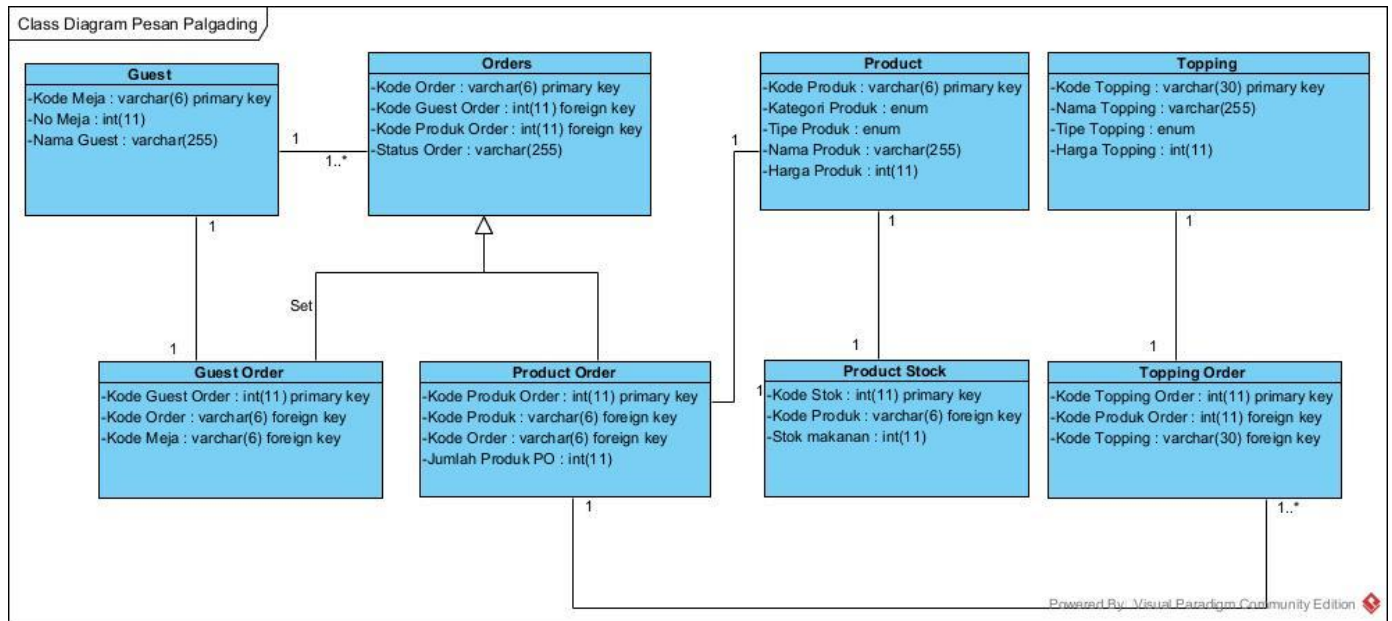 Class Diagram Pesan Palgading
Guest
-Kode Meja : varchar(6) primary key
-No Meja : int(11)
-Nama Guest : varchar(255)
Orders
-Kode Order : varchar(6) primary key
-Kode Guest Order : int(11) foreign key
-Kode Produk Order : int(11) foreign key
-Status Order : varchar(255)
Product
-Kode Produk : varchar(6) primary key
-Kategori Produk : enum
-Tipe Produk : enum
-Nama Produk : varchar(255)
-Harga Produk : int(11)
Topping
-Kode Topping : varchar(30) primary key
-Nama Topping : varchar(255)
-Tipe Topping : enum
-Harga Topping : int(11)
1
1..*
1
1
1
1
Set
1
1
1
1
Guest Order
-Kode Guest Order : int(11) primary key
-Kode Order : varchar(6) foreign key
-Kode Meja : varchar(6) foreign key
Product Order
-Kode Produk Order : int(11) primary key
-Kode Produk : varchar(6) foreign key
-Kode Order : varchar(6) foreign key
-Jumlah Produk PO : int(11)
Product Stock
-Kode Stok : int(11) primary key
-Kode Produk : varchar(6) foreign key
-Stok makanan : int(11)
Topping Order
-Kode Topping Order : int(11) primary key
-Kode Produk Order : int(11) foreign key
-Kode Topping : varchar(30) foreign key
1
1..*
Powered By Visual Paradigm Community Edition